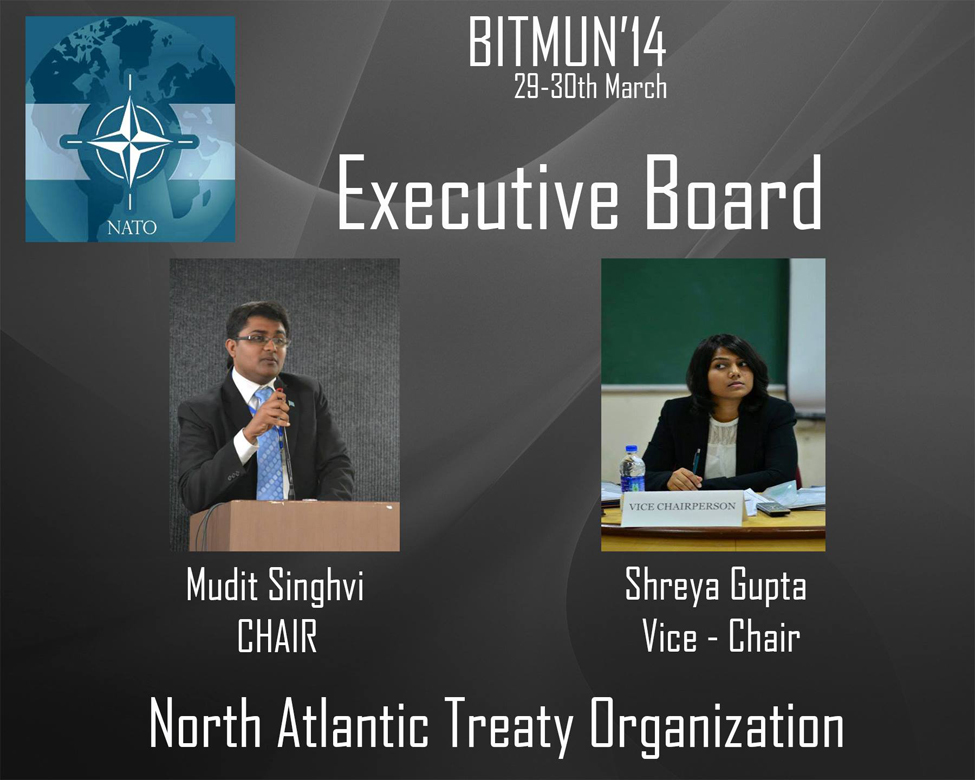 BITMUN'14
29-30th March
NATO
Executive Board
VICE CHAIRPERSON
Mudit Singhvi
CHAIR
Shreya Gupta
Vice - Chair
North Atlantic Treaty Organization